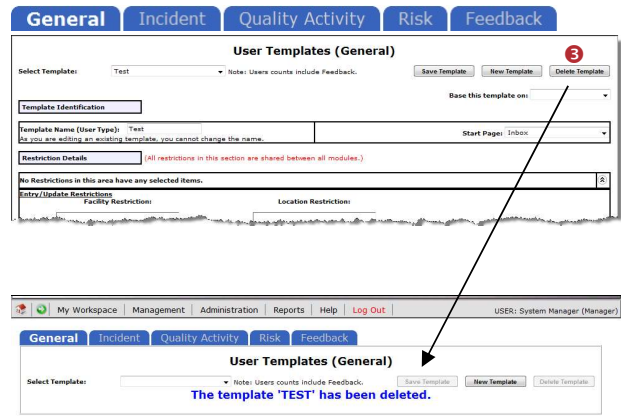 General Incident Quality Activity Risk Feedback
User Templates (General)
3
Select Template: Test Note: Users counts include Feedback. Save Template New Template Delete Template
Base this template on:
Template Identification
Template Name (User Type): Test
As you are editing an existing template, you cannot change the name.
Start Page: Inbox
Restriction Details (All restrictions in this section are shared between all modules.)
No Restrictions in this area have any selected items.
Entry/Update Restrictions
Facility Restriction: Location Restriction:
My Workspace Management Administration Reports Help Log Out USER: System Manager (Manager)
General Incident Quality Activity Risk Feedback
User Templates (General)
Select Template: Note: Users counts include Feedback. Save Template New Template Delete Template
The template 'TEST' has been deleted.